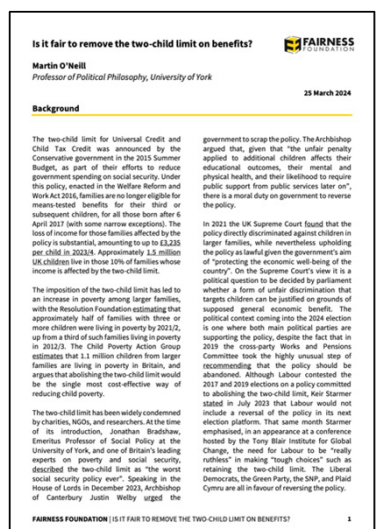 Is it fair to remove the two-child limit on benefits?
FAIRNESS
FOUNDATION
Martin O'Neill
Professor of Political Philosophy, University of York
25 March 2024
Background
The two-child limit for Universal Credit and
Child Tax Credit was announced by the
Conservative government in the 2015 Summer
Budget, as part of their efforts to reduce
government spending on social security. Under
this policy, enacted in the Welfare Reform and
Work Act 2016, families are no longer eligible for
means-tested benefits for their third or
subsequent children, for all those born after 6
April 2017 (with some narrow exceptions). The
loss of income for those families affected by the
policy is substantial, amounting to up to £3,235
per child in 2023/4. Approximately 1.5 million
UK children live in those 10% of families whose
income is affected by the two-child limit.
The imposition of the two-child limit has led to
an increase in poverty among larger families,
with the Resolution Foundation estimating that
approximately half of families with three or
more children were living in poverty by 2021/2,
up from a third of such families living in poverty
in 2012/3. The Child Poverty Action Group
estimates that 1.1 million children from larger
families are living in poverty in Britain, and
argues that abolishing the two-child limit would
be the single most cost-effective way of
reducing child poverty.
The two-child limit has been widely condemned
by charities, NGOs, and researchers. At the time
of its introduction, Jonathan Bradshaw,
Emeritus Professor of Social Policy at the
University of York, and one of Britain's leading
experts on poverty and social security,
described the two-child limit as "the worst
social security policy ever". Speaking in the
House of Lords in December 2023, Archbishop
of Canterbury Justin Welby urged the
government to scrap the policy. The Archbishop
argued that, given that "the unfair penalty
applied to additional children affects their
educational outcomes, their mental and
physical health, and their likelihood to require
public support from public services later on",
there is a moral duty on government to reverse
the policy.
In 2021 the UK Supreme Court found that the
policy directly discriminated against children in
larger families, while nevertheless upholding
the policy as lawful given the government's aim
of "protecting the economic well-being of the
country". On the Supreme Court's view it is a
political question to be decided by parliament
whether a form of unfair discrimination that
targets children can be justified on grounds of
supposed general economic benefit. The
political context coming into the 2024 election
is one where both main political parties are
supporting the policy, despite the fact that in
2019 the cross-party Works and Pensions
Committee took the highly unusual step of
recommending that the policy should be
abandoned. Although Labour contested the
2017 and 2019 elections on a policy committed
to abolishing the two-child limit, Keir Starmer
stated in July 2023 that Labour would not
include a reversal of the policy in its next
election platform. That same month Starmer
emphasised, in an appearance at a conference
hosted by the Tony Blair Institute for Global
Change, the need for Labour to be "really
ruthless" in making "tough choices" such as
retaining the two-child limit. The Liberal
Democrats, the Green Party, the SNP, and Plaid
Cymru are all in favour of reversing the policy.
FAIRNESS FOUNDATION | IS IT FAIR TO REMOVE THE TWO-CHILD LIMIT ON BENEFITS? 1